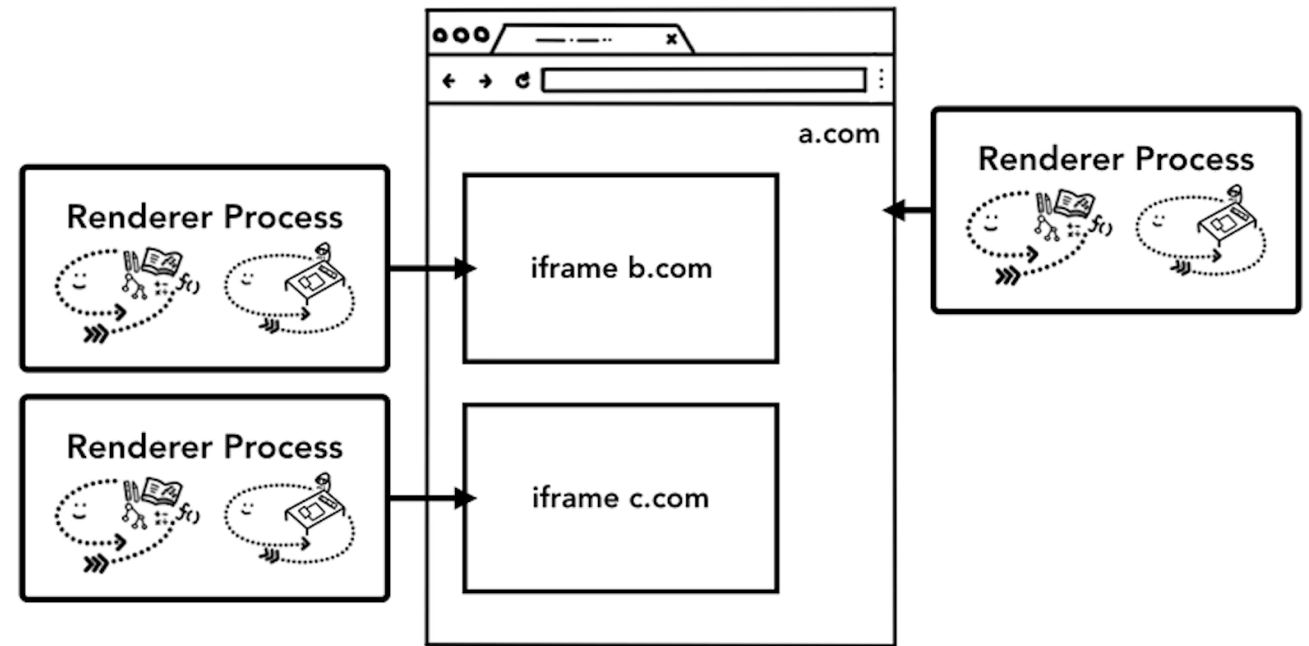 a.com
Renderer Process
f()
Renderer Process
f()
iframe b.com
Renderer Process
f()
iframe c.com